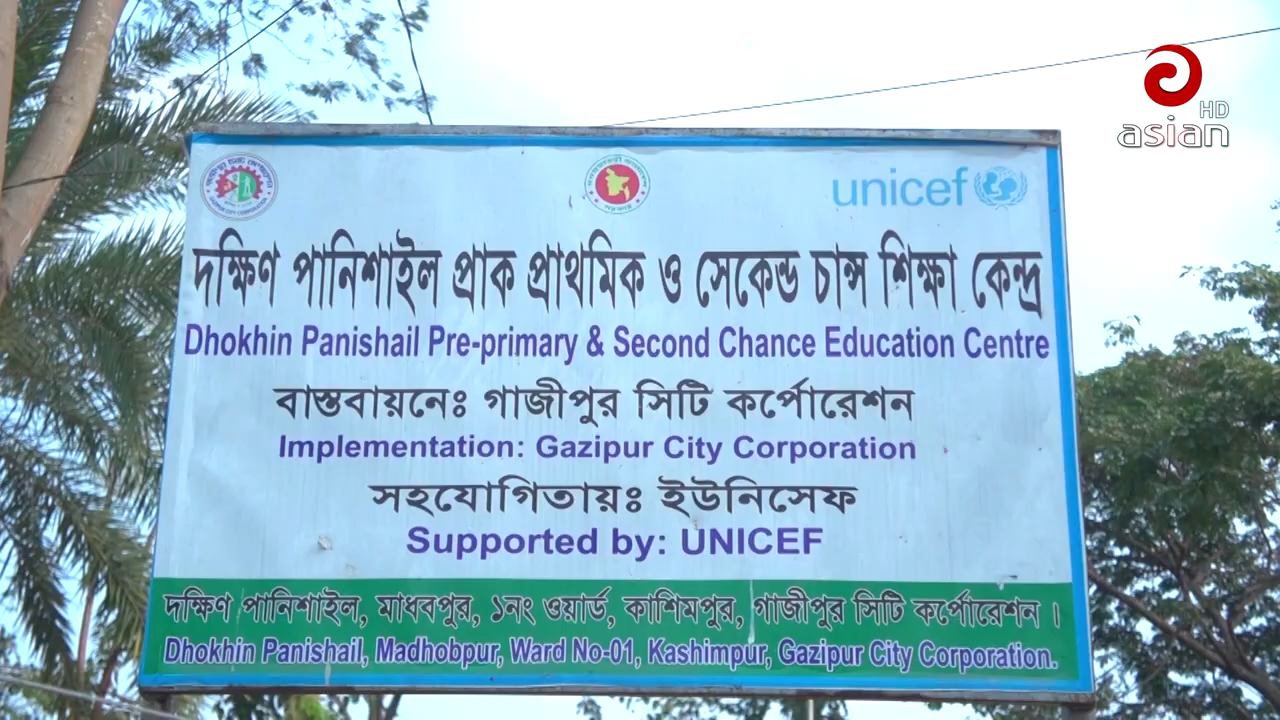 HD
asian
unicef
দক্ষিণ পানিশাইল প্রাক প্রাথমিক ও সেকেন্ড চান্স শিক্ষা কেন্দ্র
Dhokhin Panishail Pre-primary & Second Chance Education Centre
বাস্তবায়নেঃ গাজীপুর সিটি কর্পোরেশন
Implementation: Gazipur City Corporation
সহযোগিতায়ঃ ইউনিসেফ
Supported by: UNICEF
দক্ষিণ পানিশাইল, মাধবপুর, ১নং ওয়ার্ড, কাশিমপুর, গাজীপুর সিটি কর্পোরেশন।
Dhokhin Panishail, Madhobpur, Ward No-01, Kashimpur, Gazipur City Corporation.